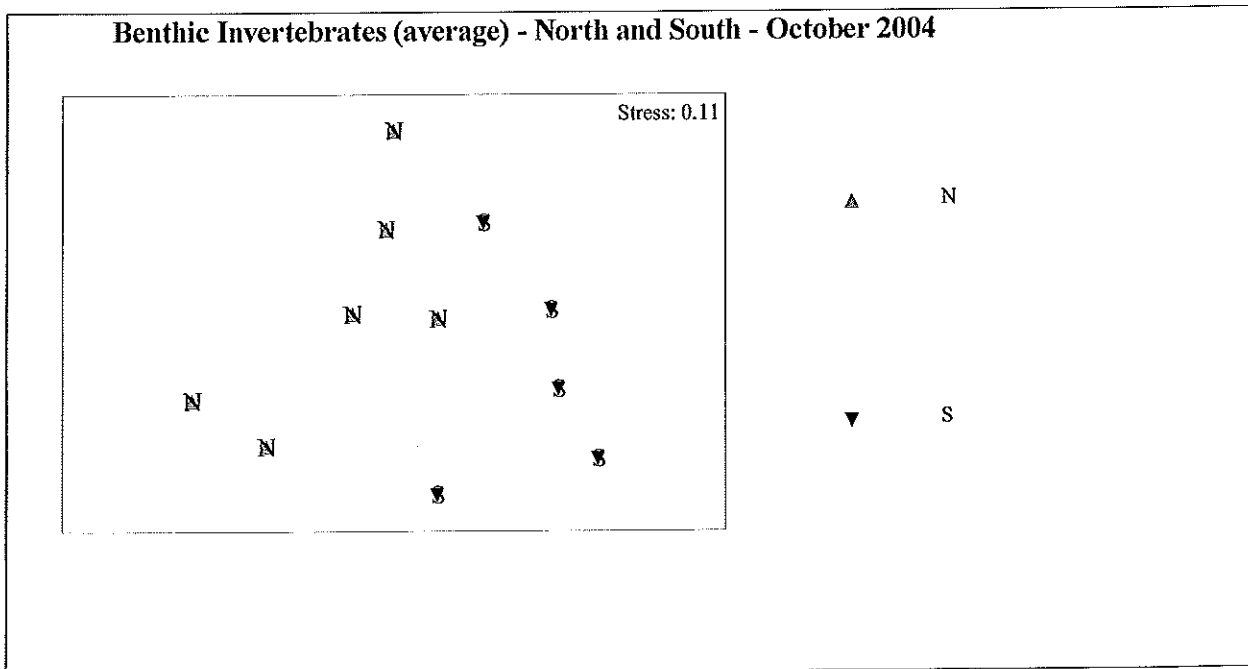 Benthic Invertebrates (average) - North and South - October 2004
Stress: 0.11
N
N
N S
N N S
N S
N S
S
S